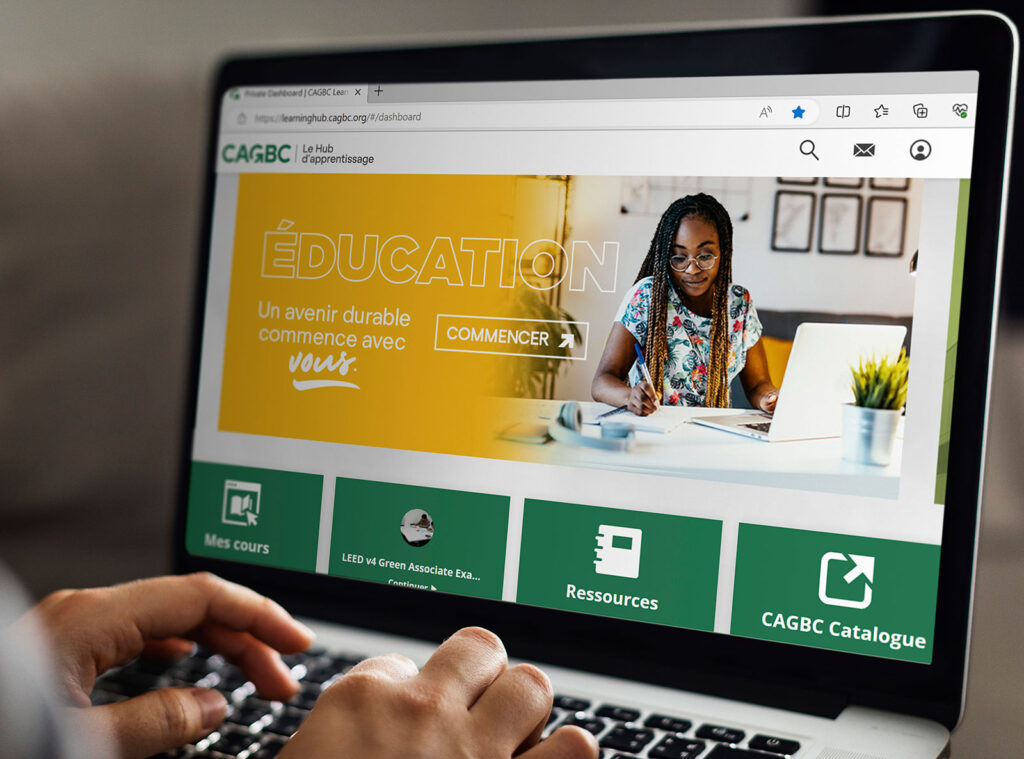 Private Dashboard | CAGBC Lear
https://learninghub.cagbc.org/#/dashboard
CAGBC | Le Hub
d'apprentissage
ÉDUCATION
Un avenir durable
commence avec
vous.
COMMENCER
Mes cours
LEED v4 Green Associate Exa...
Continuer
Ressources
CAGBC Catalogue